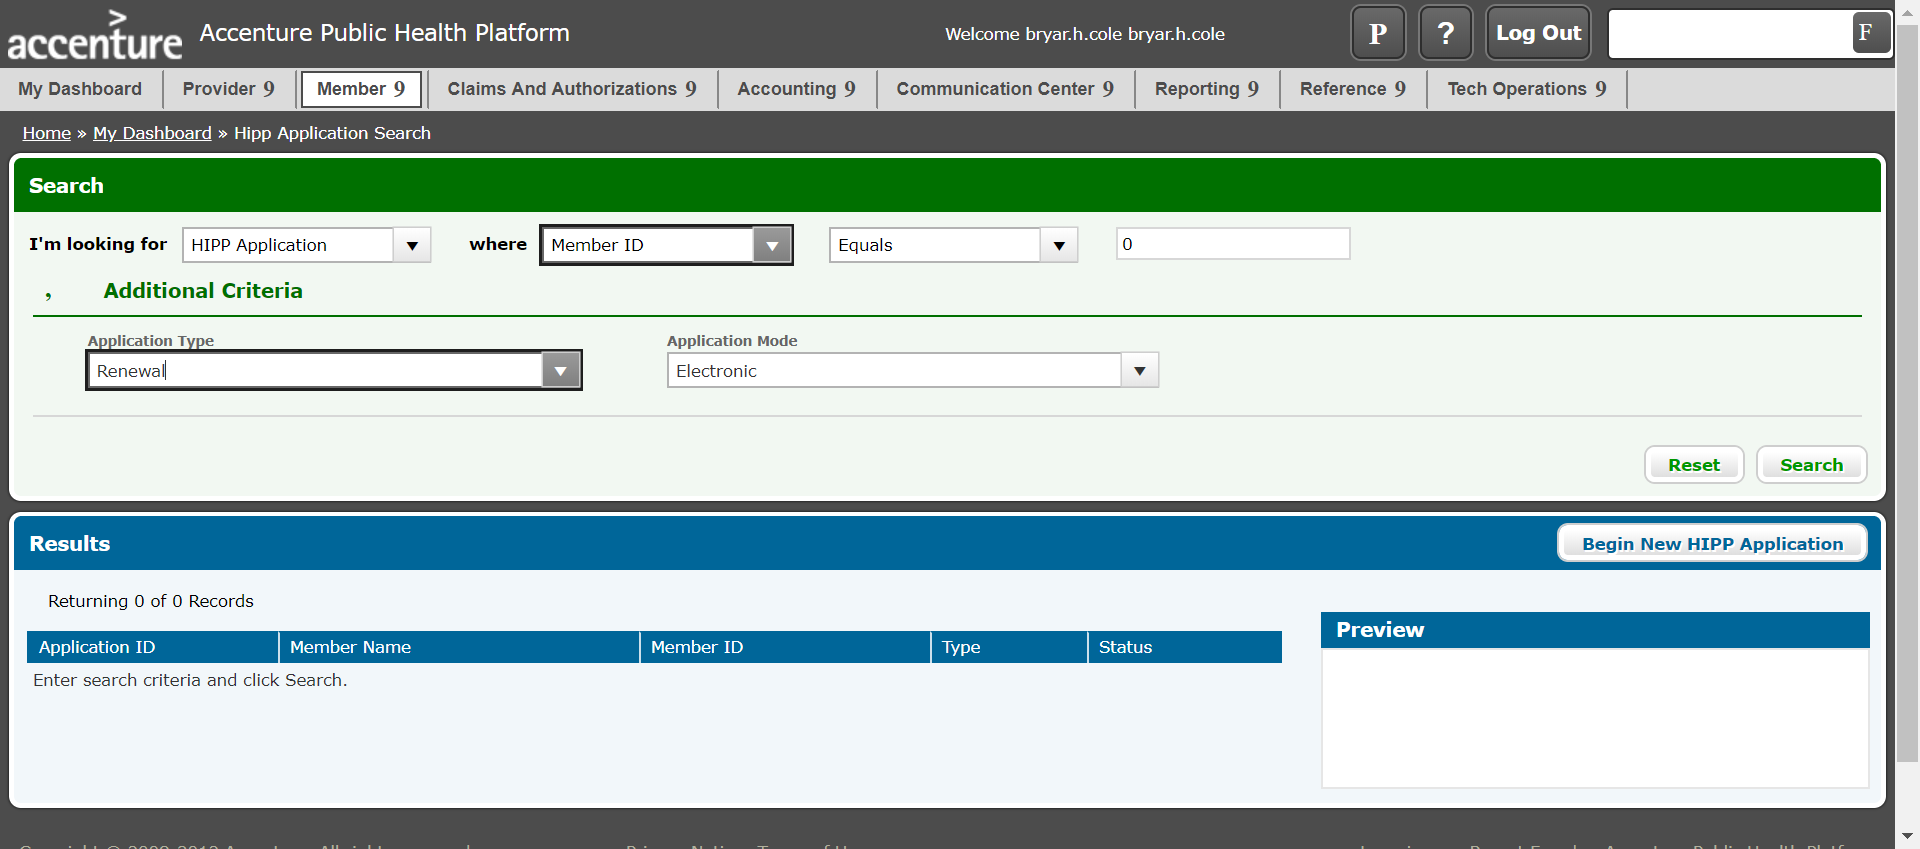 accenture
Accenture Public Health Platform
Welcome bryar.h.cole bryar.h.cole
P
?
Log Out
F
My Dashboard
Provider 9
Member 9
Claims And Authorizations 9
Accounting 9
Communication Center 9
Reporting 9
Reference 9
Tech Operations 9
Home » My Dashboard » Hipp Application Search
Search
I'm looking for HIPP Application where Member ID Equals 0
, Additional Criteria
Application Type
Application Mode
Renewal
Electronic
Reset
Search
Results
Begin New HIPP Application
Returning 0 of 0 Records
Preview
Application ID Member Name Member ID Type Status
Enter search criteria and click Search.